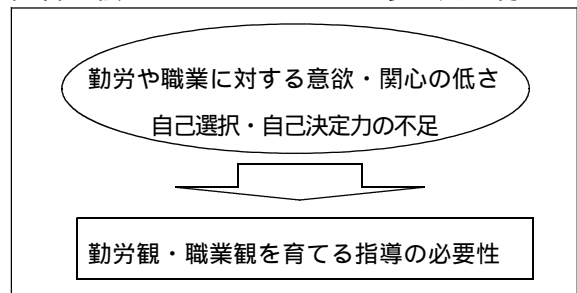 勤労や職業に対する意欲・関心の低さ
自己選択・自己決定力の不足
勤労観・職業観を育てる指導の必要性